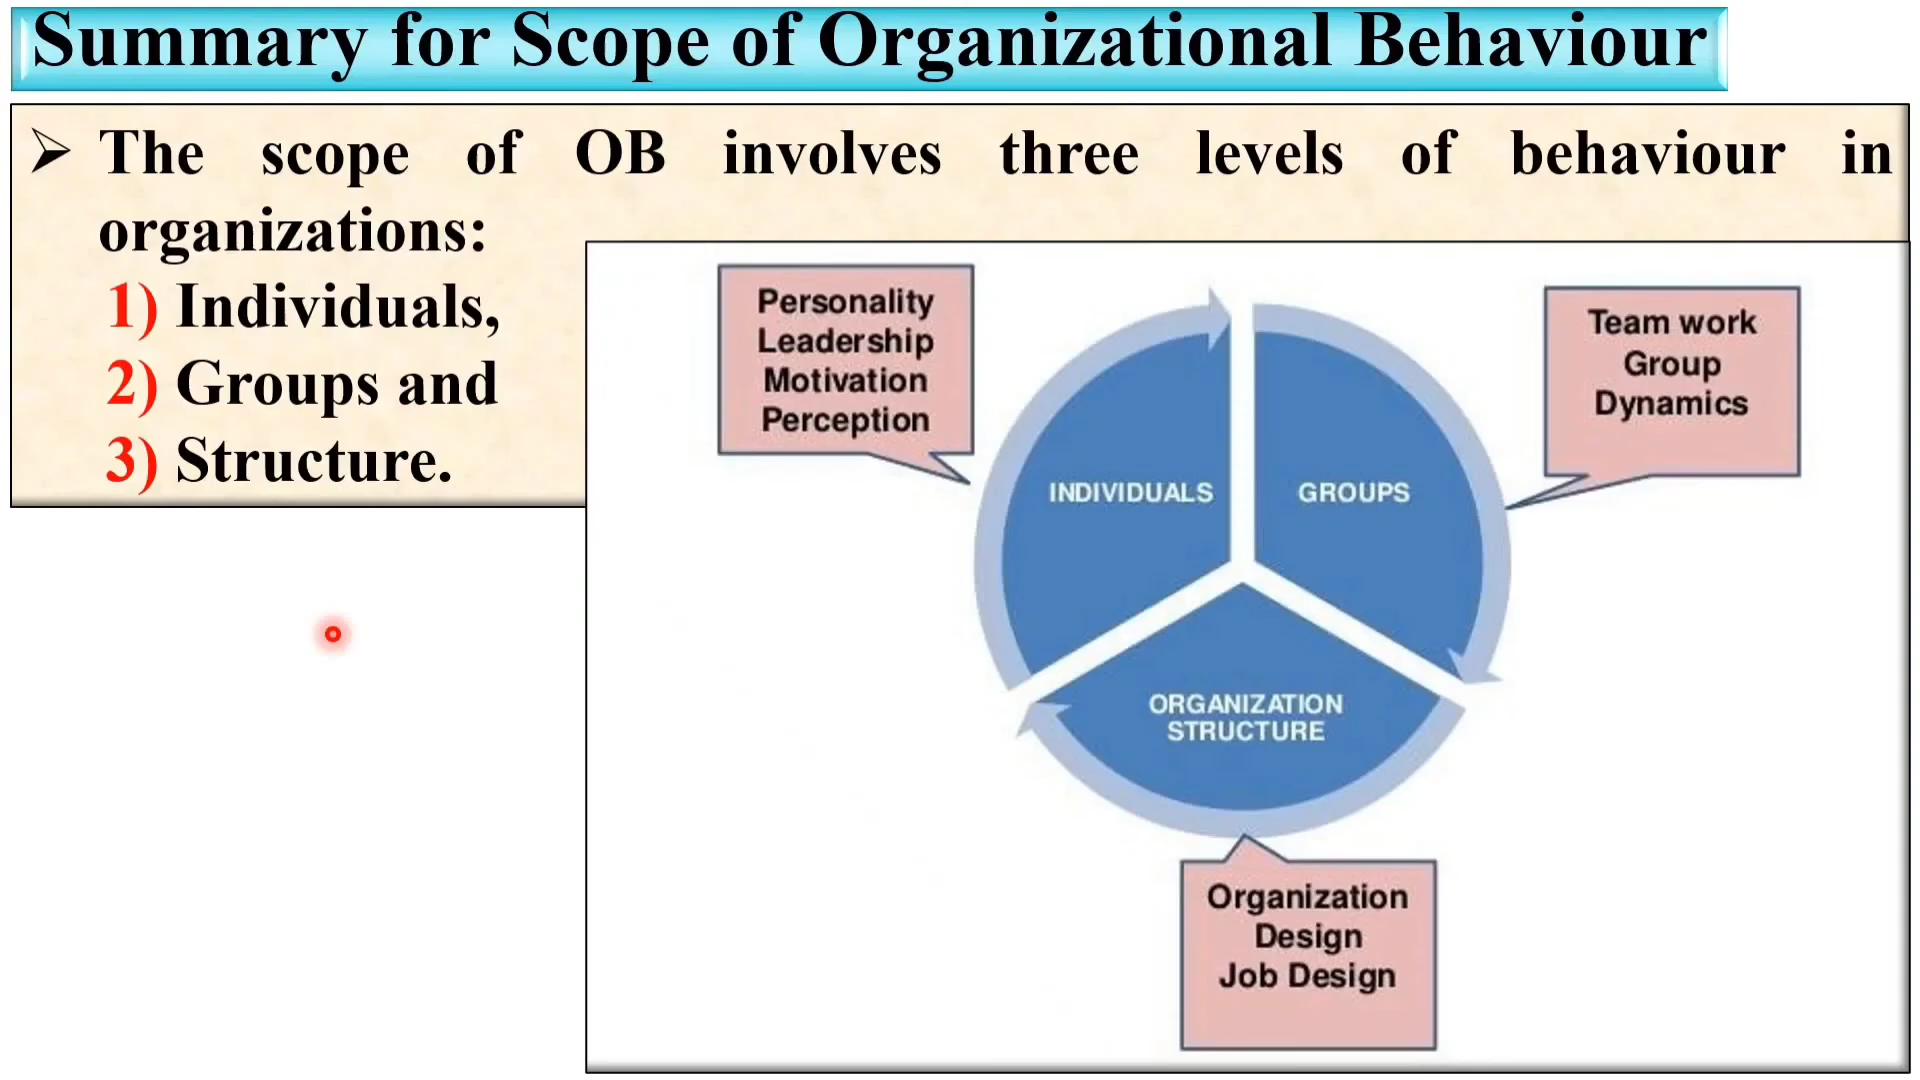 Summary for Scope of Organizational Behaviour
➢ The scope of OB involves three levels of behaviour in
organizations:
1) Individuals,
2) Groups and
3) Structure.
Personality
Leadership
Motivation
Perception
Team work
Group
Dynamics
INDIVIDUALS
GROUPS
ORGANIZATION
STRUCTURE
Organization
Design
Job Design